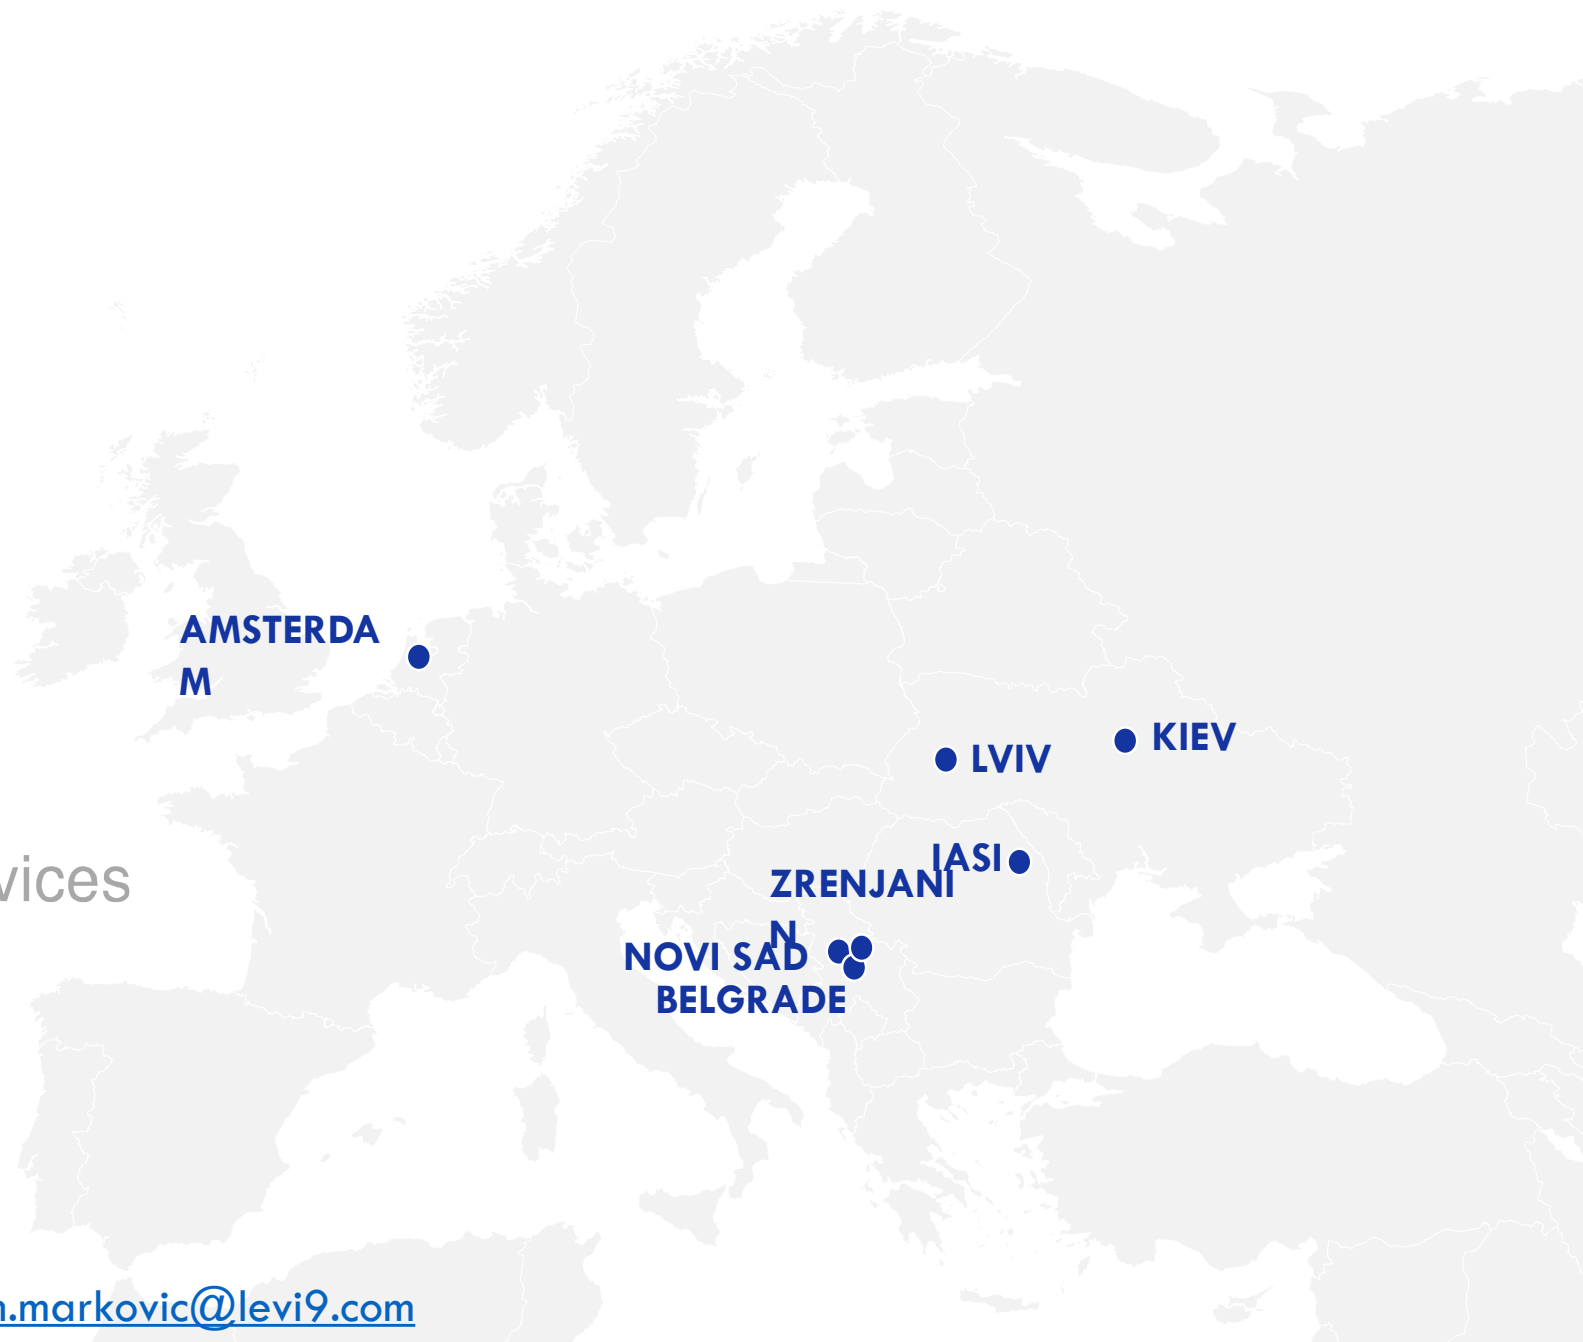 AMSTERDA
M
KIEV
LVIV
IASI
ZRENJANI
N
NOVI SAD
BELGRADE
vices
n.markovic@levi9.com